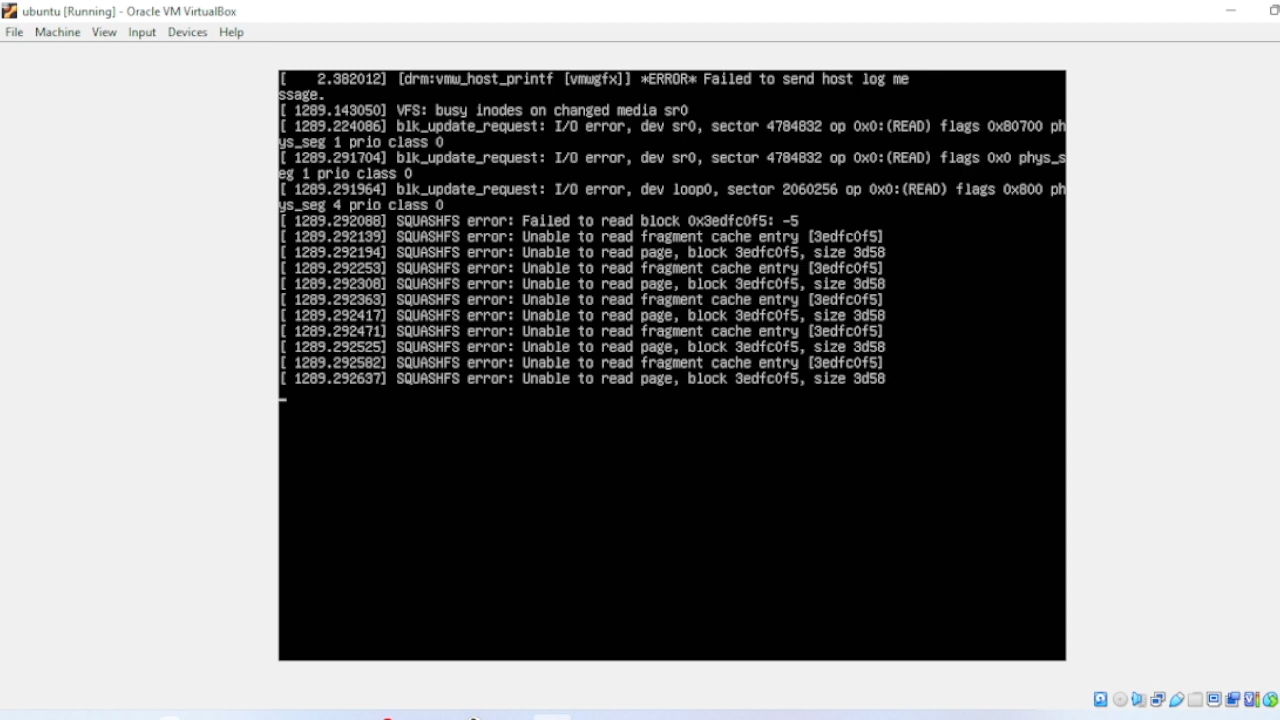 ubuntu [Running] - Oracle VM VirtualBox
File Machine View Input Devices Help
[    2.382012] [drm:vmw_host_printf [vmwgfx]] *ERROR* Failed to send host log me
ssage.
[ 1289.143050] VFS: busy inodes on changed media sr0
[ 1289.224086] blk_update_request: I/O error, dev sr0, sector 4784832 op 0x0:(READ) flags 0x80700 ph
ys_seg 1 prio class 0
[ 1289.291704] blk_update_request: I/O error, dev sr0, sector 4784832 op 0x0:(READ) flags 0x0 phys_s
eg 1 prio class 0
[ 1289.291964] blk_update_request: I/O error, dev loop0, sector 2060256 op 0x0:(READ) flags 0x800 ph
ys_seg 4 prio class 0
[ 1289.292088] SQUASHFS error: Failed to read block 0x3edfc0f5: -5
[ 1289.292139] SQUASHFS error: Unable to read fragment cache entry [3edfc0f5]
[ 1289.292194] SQUASHFS error: Unable to read page, block 3edfc0f5, size 3d58
[ 1289.292253] SQUASHFS error: Unable to read fragment cache entry [3edfc0f5]
[ 1289.292308] SQUASHFS error: Unable to read page, block 3edfc0f5, size 3d58
[ 1289.292363] SQUASHFS error: Unable to read fragment cache entry [3edfc0f5]
[ 1289.292417] SQUASHFS error: Unable to read page, block 3edfc0f5, size 3d58
[ 1289.292471] SQUASHFS error: Unable to read fragment cache entry [3edfc0f5]
[ 1289.292525] SQUASHFS error: Unable to read page, block 3edfc0f5, size 3d58
[ 1289.292582] SQUASHFS error: Unable to read fragment cache entry [3edfc0f5]
[ 1289.292637] SQUASHFS error: Unable to read page, block 3edfc0f5, size 3d58